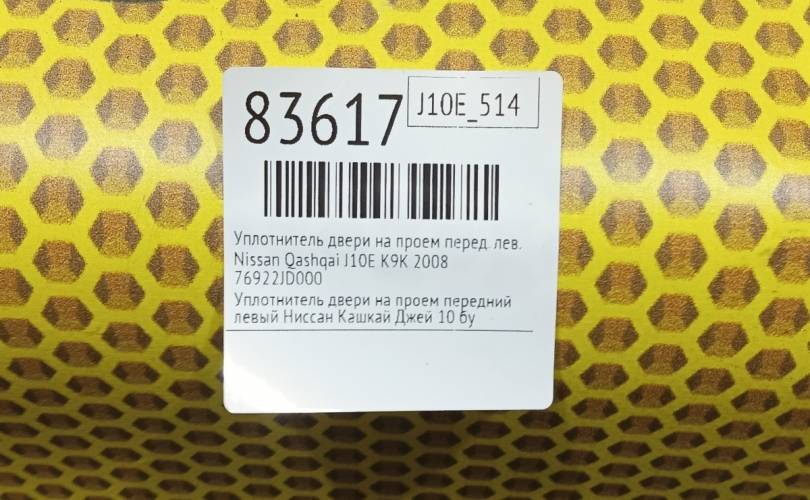 83617
J10E_514
Уплотнитель двери на проем перед. лев.
Nissan Qashqai J10E K9K 2008
76922JD000
Уплотнитель двери на проем передний
левый Ниссан Кашкай Джей 10 бу